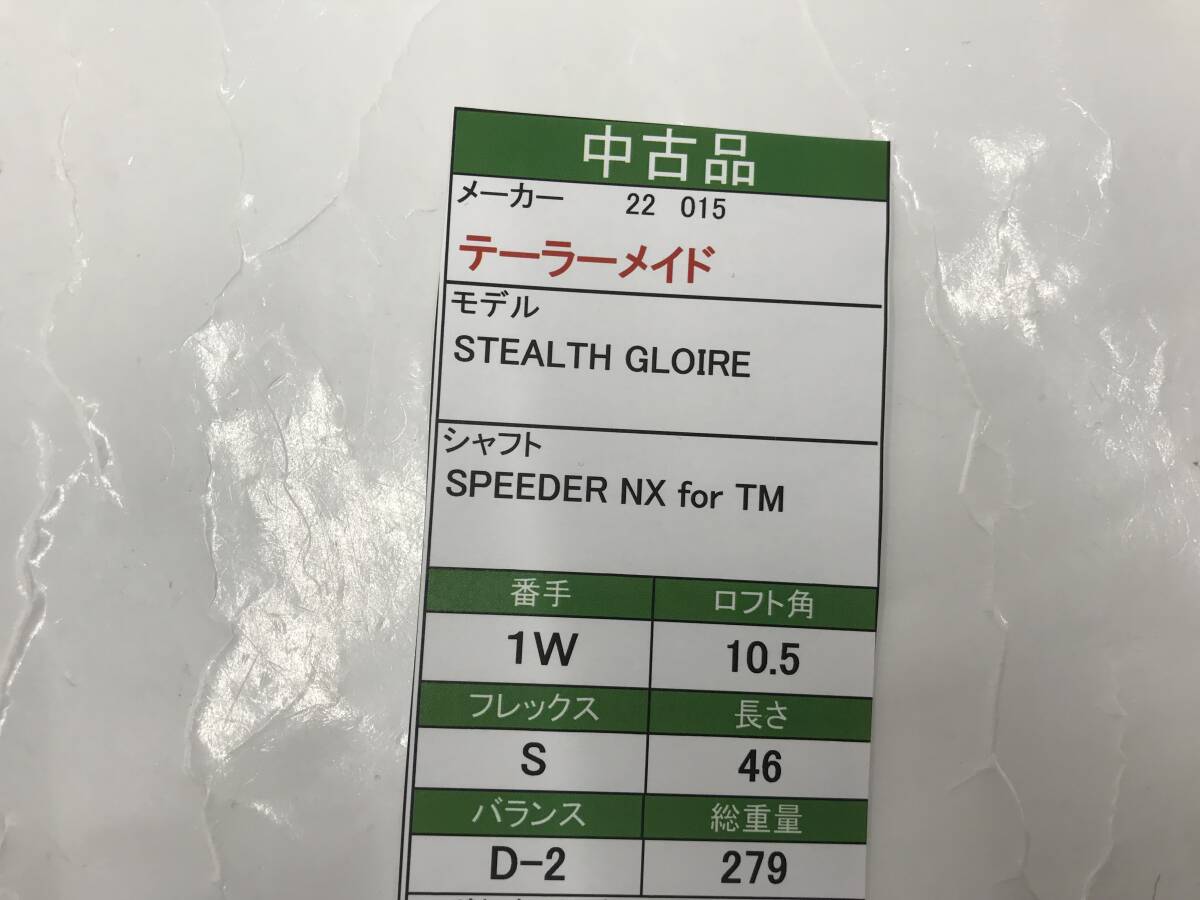 中古品
メーカー 22 015
テーラーメイド
モデル
STEALTH GLOIRE
シャフト
SPEEDER NX for TM
番手 ロフト角
1W 10.5
フレックス 長さ
S 46
バランス 総重量
D-2 279